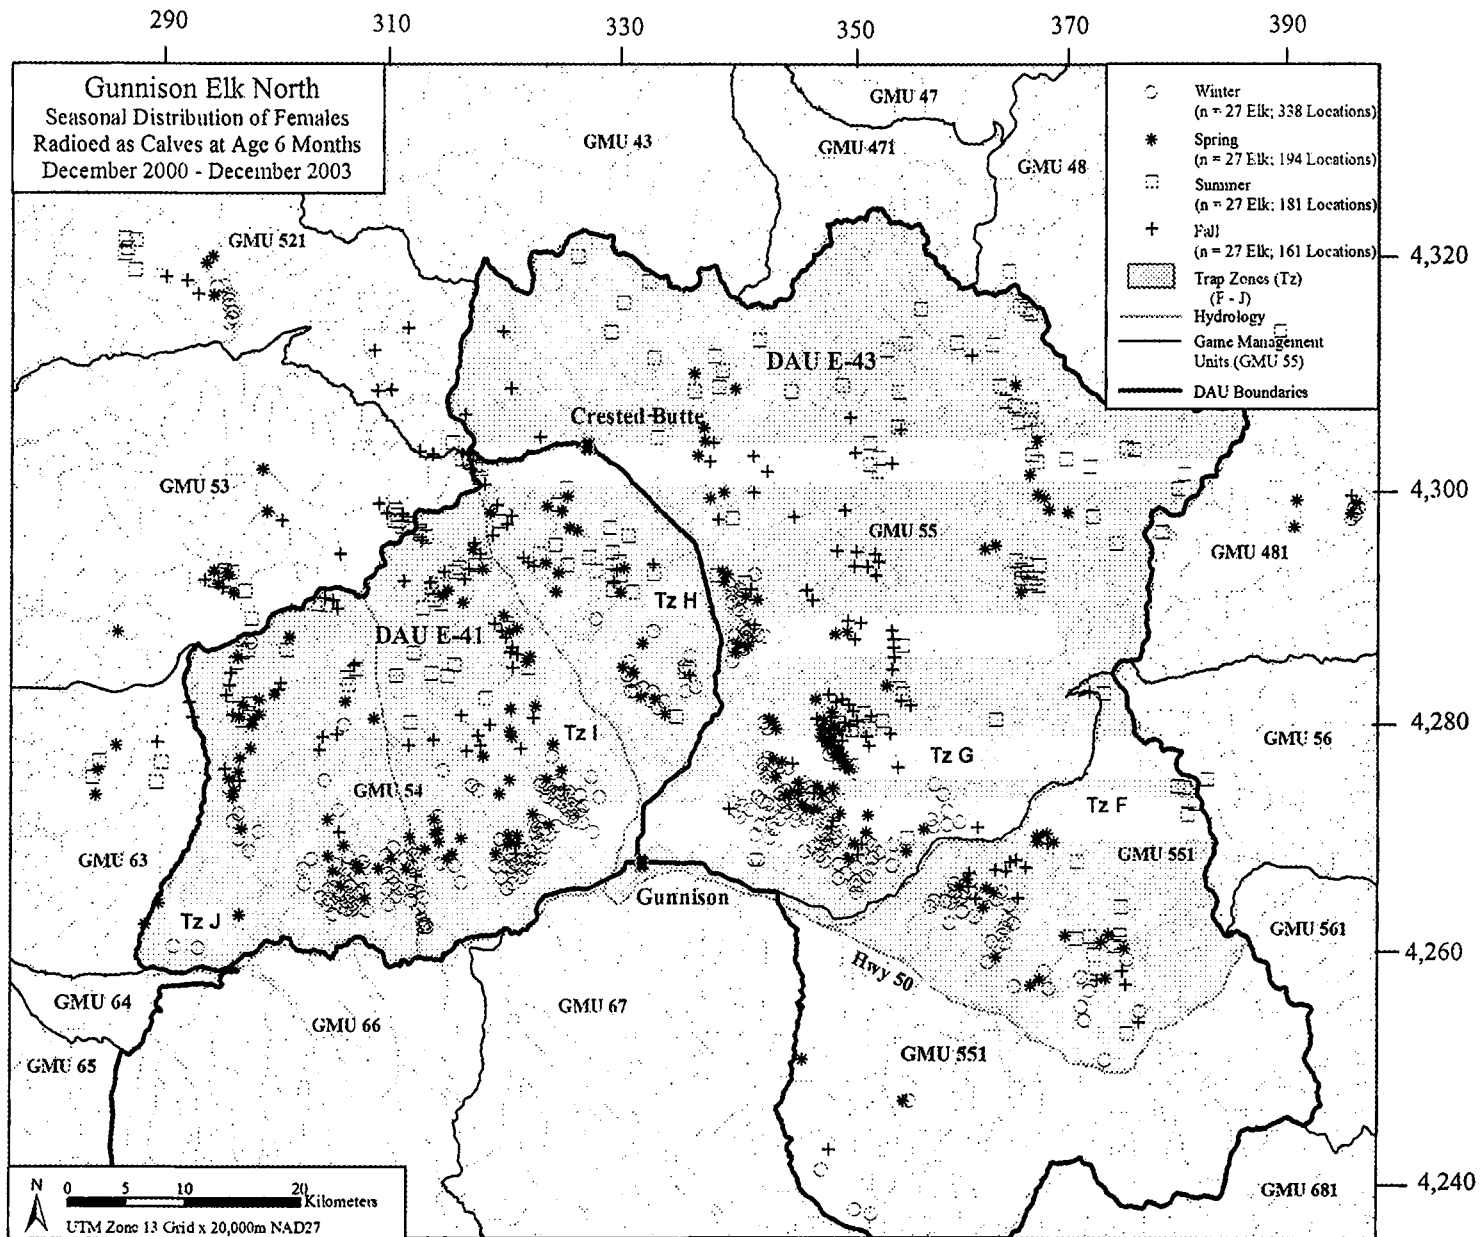 290 310 330 350 370 390
Gunnison Elk North
Seasonal Distribution of Females
Radioed as Calves at Age 6 Months
December 2000 - December 2003
Winter
(n = 27 Elk; 338 Locations)
Spring
(n = 27 Elk; 194 Locations)
Summer
(n = 27 Elk; 181 Locations)
Fall
(n = 27 Elk; 161 Locations)
Trap Zones (Tz)
(F - J)
Hydrology
Game Management
Units (GMU 55)
DAU Boundaries
GMU 47
GMU 43
GMU 471
GMU 48
GMU 521
4,320
DAU E-43
Crested Butte
GMU 53
4,300
GMU 55
GMU 481
Tz H
DAU E-41
4,280
Tz I
Tz G
GMU 56
GMU 54
Tz F
GMU 63
GMU 551
Gunnison
Tz J
GMU 561
4,260
Hwy 50
GMU 64
GMU 67
GMU 66
GMU 551
GMU 65
4,240
GMU 681
N
0 5 10 20 Kilometers
UTM Zone 13 Grid x 20,000m NAD27